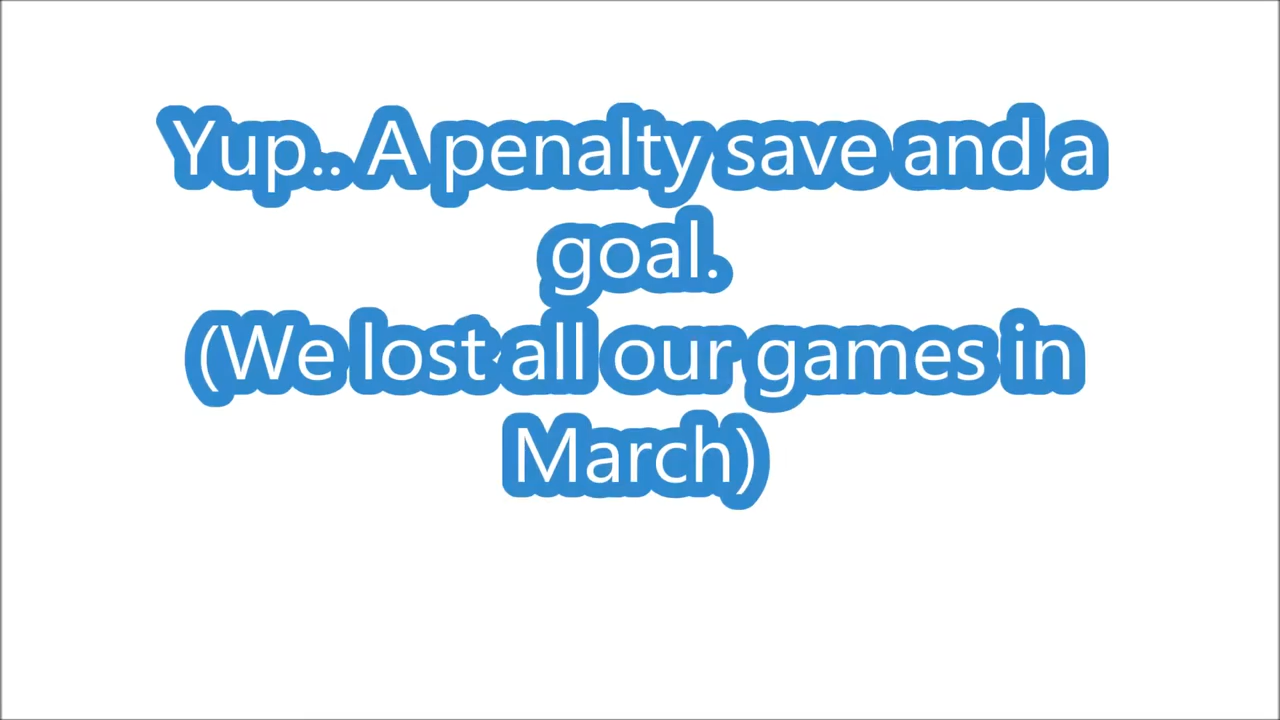 Yup.. A penalty save and a
goal.
(We lost all our games in
March)